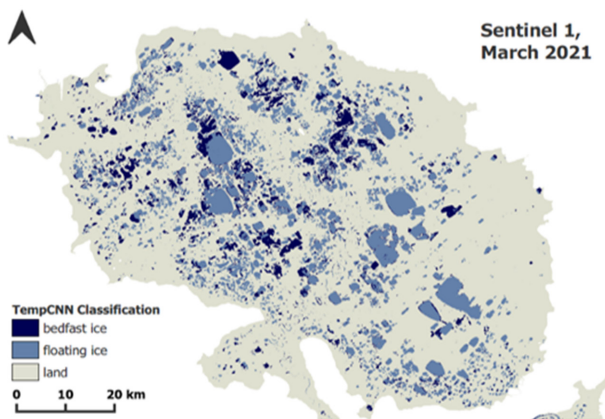 Sentinel 1,
March 2021
TempCNN Classification
bedfast ice
floating ice
land
0 10 20 km